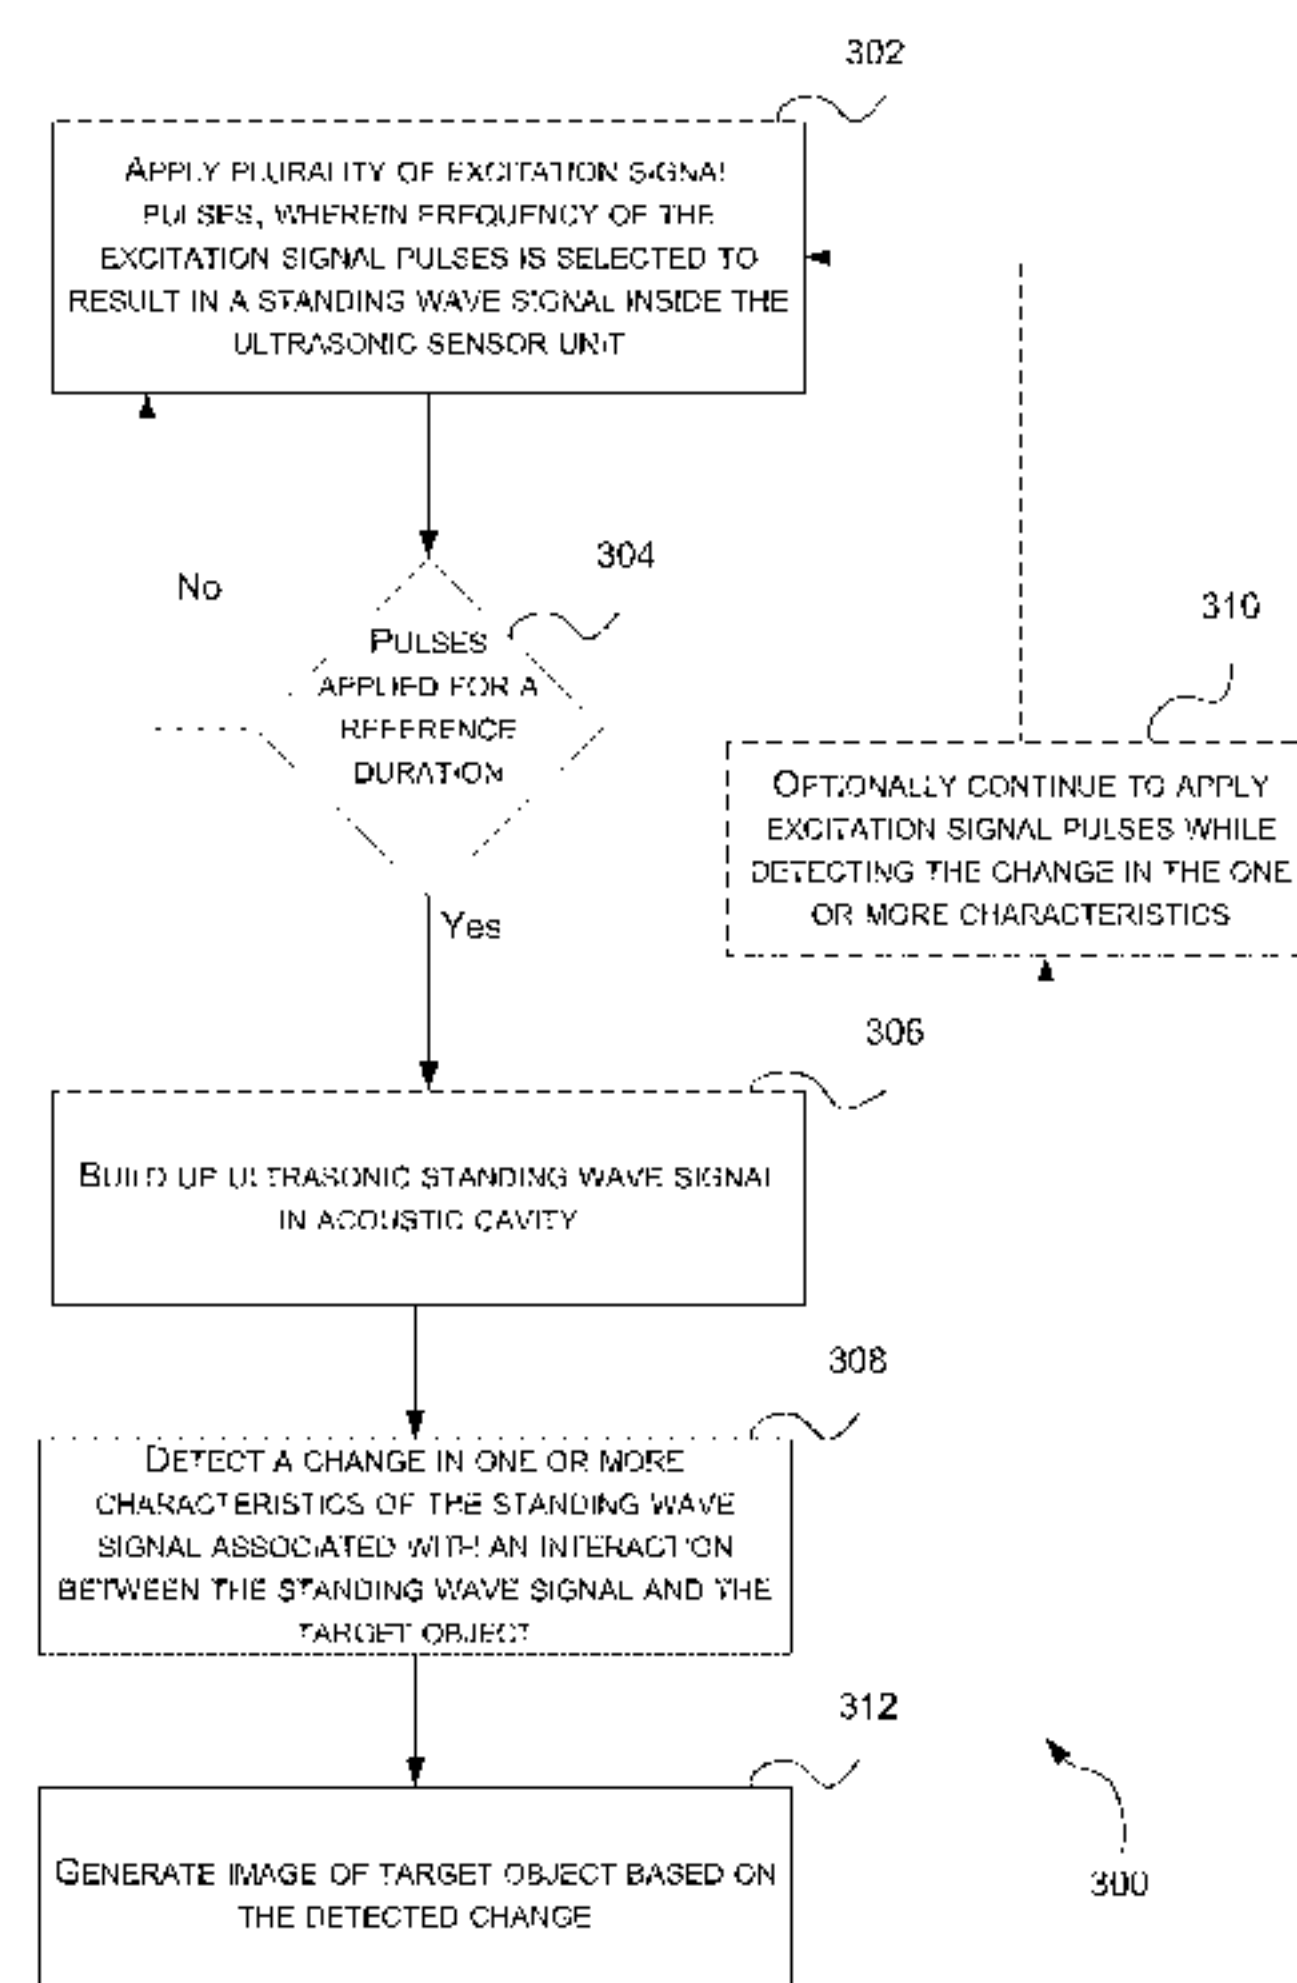 302
APPLY PLURALITY OF EXCITATION SIGNAL
PULSES, WHEREIN FREQUENCY OF THE
EXCITATION SIGNAL PULSES IS SELECTED TO
RESULT IN A STANDING WAVE SIGNAL INSIDE THE
ULTRASONIC SENSOR UNIT
304
No
PULSES
APPLIED FOR A
REFERENCE
DURATION
310
OPTIONALLY CONTINUE TO APPLY
EXCITATION SIGNAL PULSES WHILE
DETECTING THE CHANGE IN THE ONE
OR MORE CHARACTERISTICS
Yes
306
BUILD UP ULTRASONIC STANDING WAVE SIGNAL
IN ACOUSTIC CAVITY
308
DETECT A CHANGE IN ONE OR MORE
CHARACTERISTICS OF THE STANDING WAVE
SIGNAL ASSOCIATED WITH AN INTERACTION
BETWEEN THE STANDING WAVE SIGNAL AND THE
TARGET OBJECT
312
GENERATE IMAGE OF TARGET OBJECT BASED ON
THE DETECTED CHANGE
300